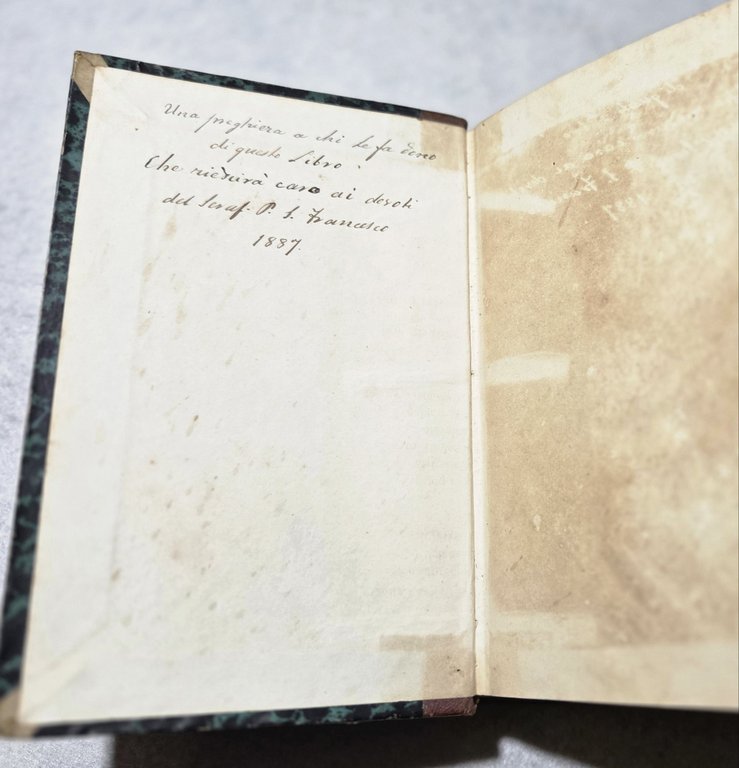 Una preghiera a chi Le fa dono
di questo Libro.
Che riescirà caro ai devoti
del Seraf. P. S. Francesco
1887.